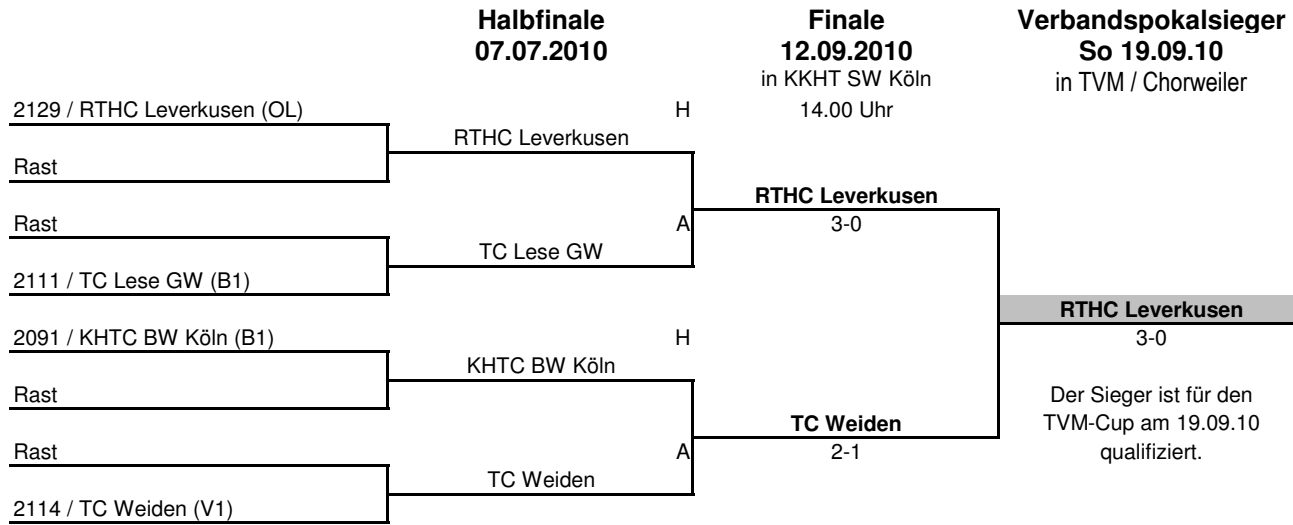 Halbfinale
07.07.2010
Finale
12.09.2010
in KKHT SW Köln
14.00 Uhr
Verbandspokalsieger
So 19.09.10
in TVM / Chorweiler
2129 / RTHC Leverkusen (OL)
H
RTHC Leverkusen
Rast
RTHC Leverkusen
Rast
A
3-0
TC Lese GW
2111 / TC Lese GW (B1)
RTHC Leverkusen
2091 / KHTC BW Köln (B1)
H
3-0
KHTC BW Köln
Rast
Der Sieger ist für den
TVM-Cup am 19.09.10
qualifiziert.
TC Weiden
Rast
A
2-1
TC Weiden
2114 / TC Weiden (V1)